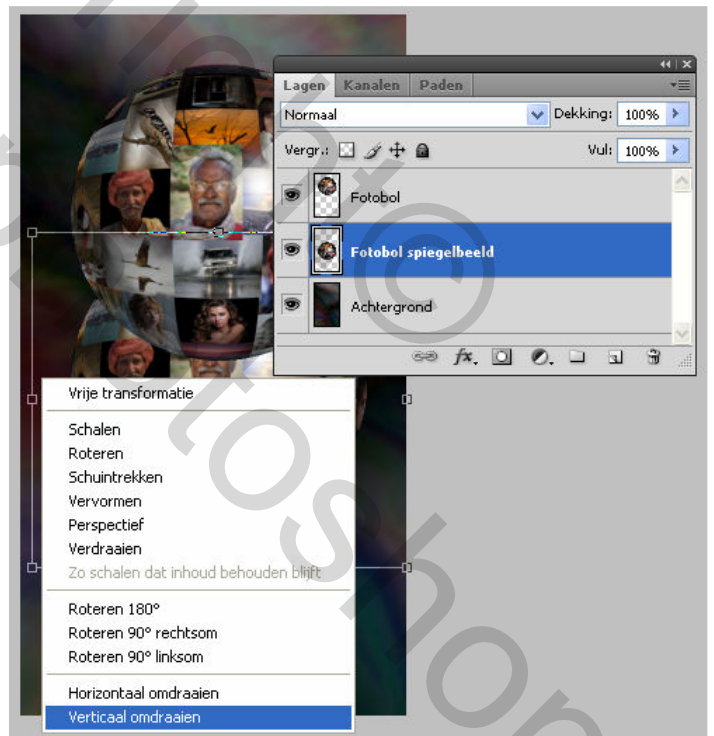 Lagen Kanalen Paden
Normaal Dekking: 100%
Vergr.: Vul: 100%
Fotobol
Fotobol spiegelbeeld
Achtergrond
fx.
Vrije transformatie
Schalen
Roteren
Schuintrekken
Vervormen
Perspectief
Verdraaien
Zo schalen dat inhoud behouden blijft
Roteren 180°
Roteren 90° rechtsom
Roteren 90° linksom
Horizontaal omdraaien
Verticaal omdraaien